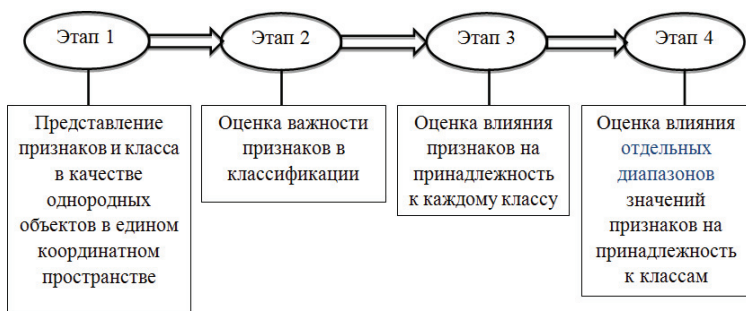 Этап 1
Этап 2
Этап 3
Этап 4
Представление
признаков и класса
в качестве
однородных
объектов в едином
координатном
пространстве
Оценка важности
признаков в
классификации
Оценка влияния
признаков на
принадлежность
к каждому классу
Оценка влияния
отдельных
диапазонов
значений
признаков на
принадлежность
к классам